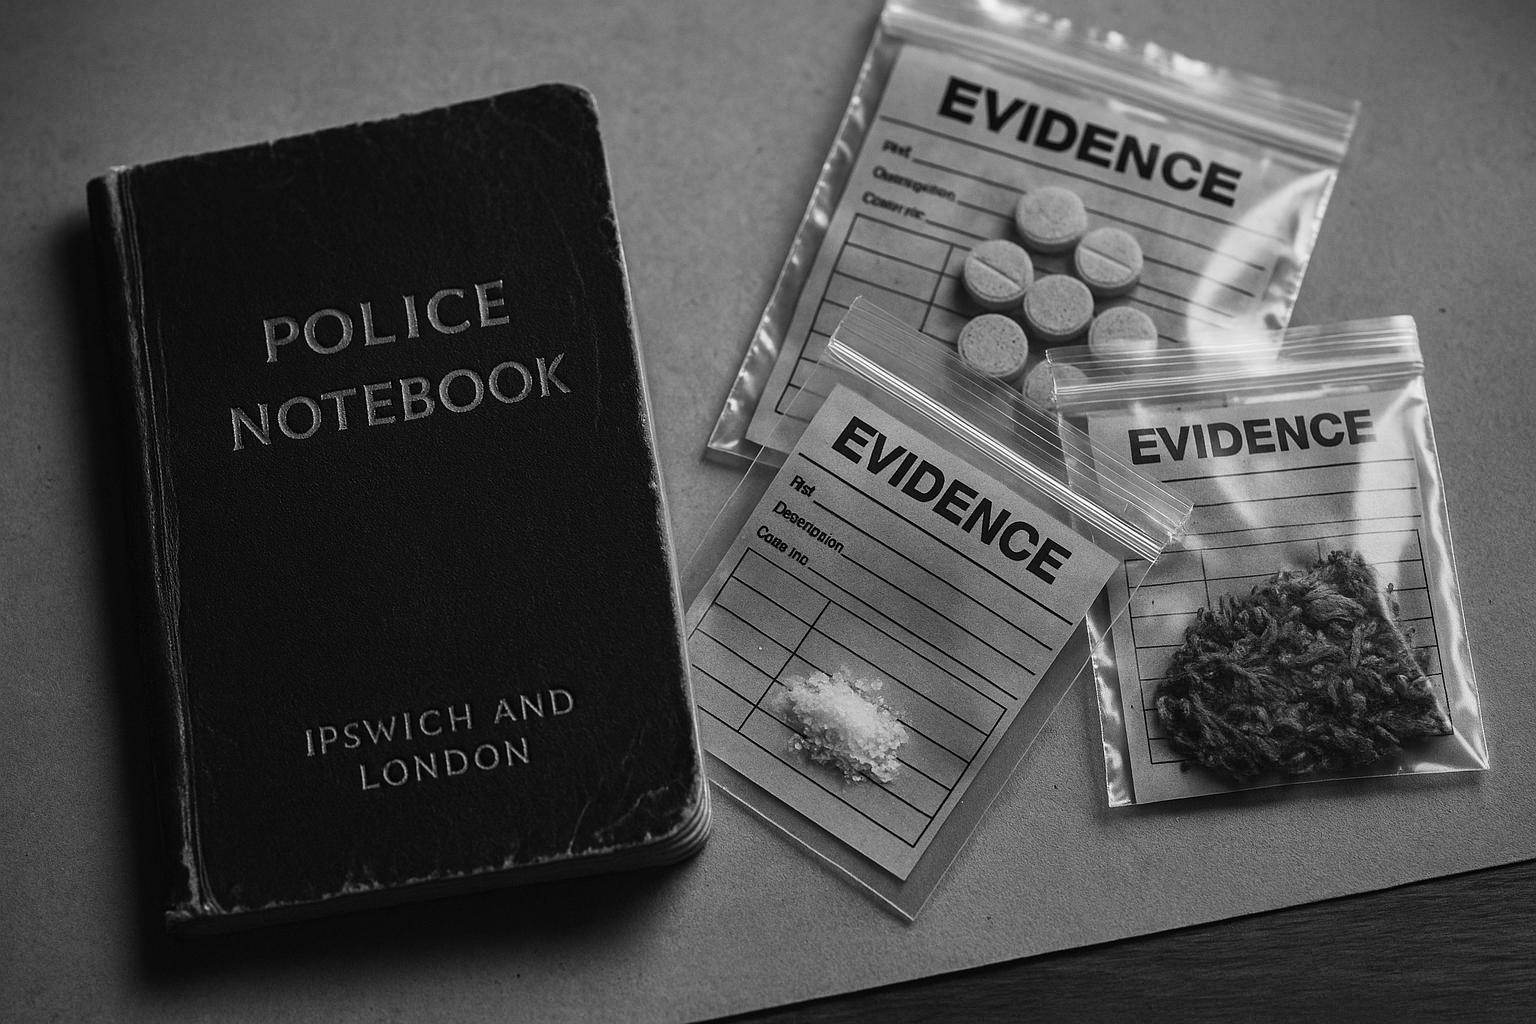 POLICE
NOTEBOOK
IPSWICH AND
LONDON
EVIDENCE
EVIDENCE
EVIDENCE